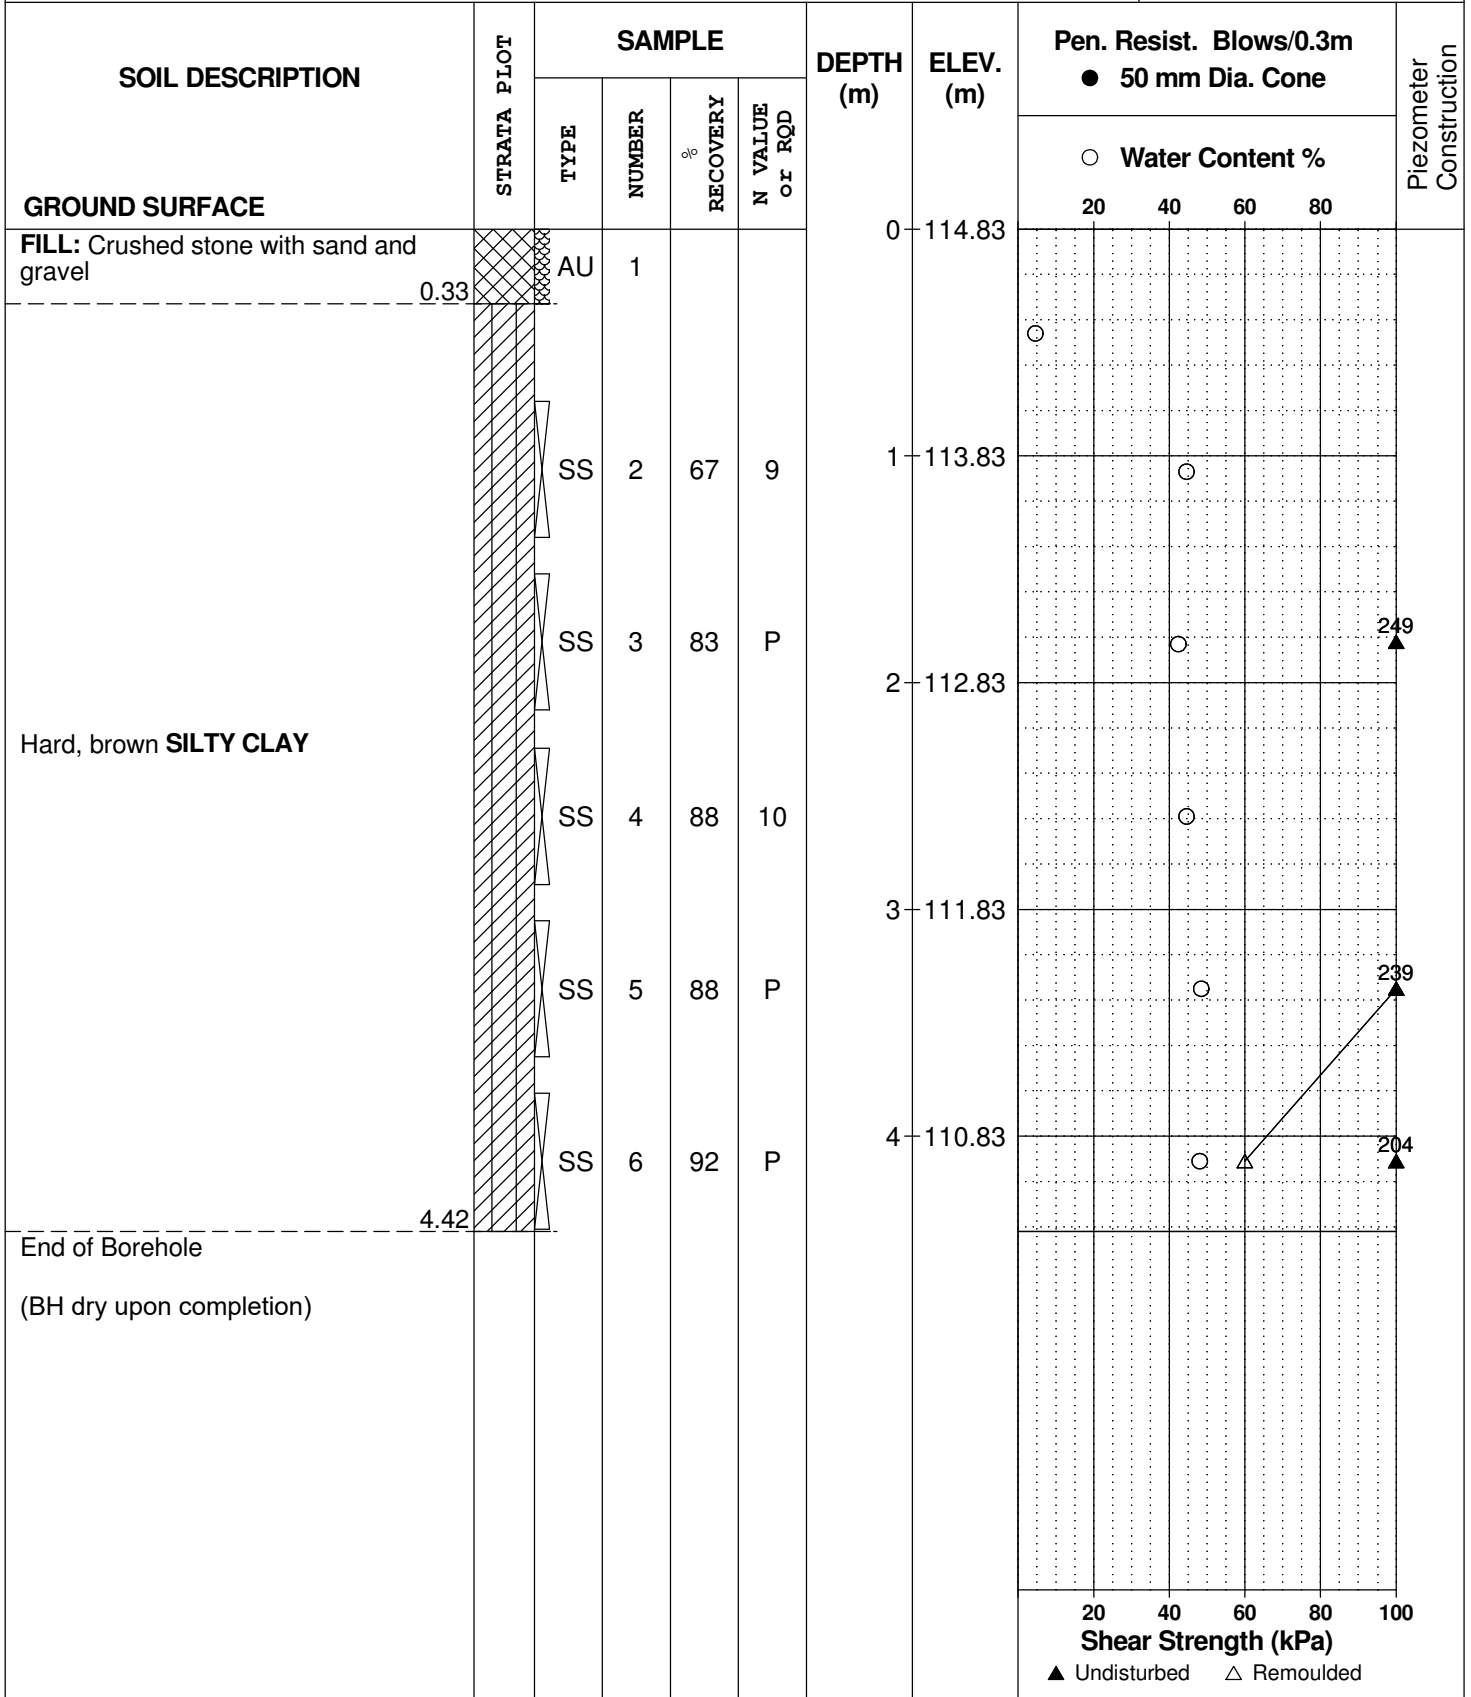 SOIL DESCRIPTION
GROUND SURFACE
STRATA PLOT
SAMPLE
TYPE
NUMBER
% RECOVERY
N VALUE or RQD
DEPTH
(m)
ELEV.
(m)
Pen. Resist. Blows/0.3m
● 50 mm Dia. Cone
○ Water Content %
20 40 60 80
Piezometer
Construction
0 114.83
FILL: Crushed stone with sand and
gravel
0.33
AU 1
SS 2 67 9
1 113.83
SS 3 83 P
249
2 112.83
Hard, brown SILTY CLAY
SS 4 88 10
3 111.83
SS 5 88 P
239
4 110.83
SS 6 92 P
204
4.42
End of Borehole
(BH dry upon completion)
20 40 60 80 100
Shear Strength (kPa)
▲ Undisturbed △ Remoulded